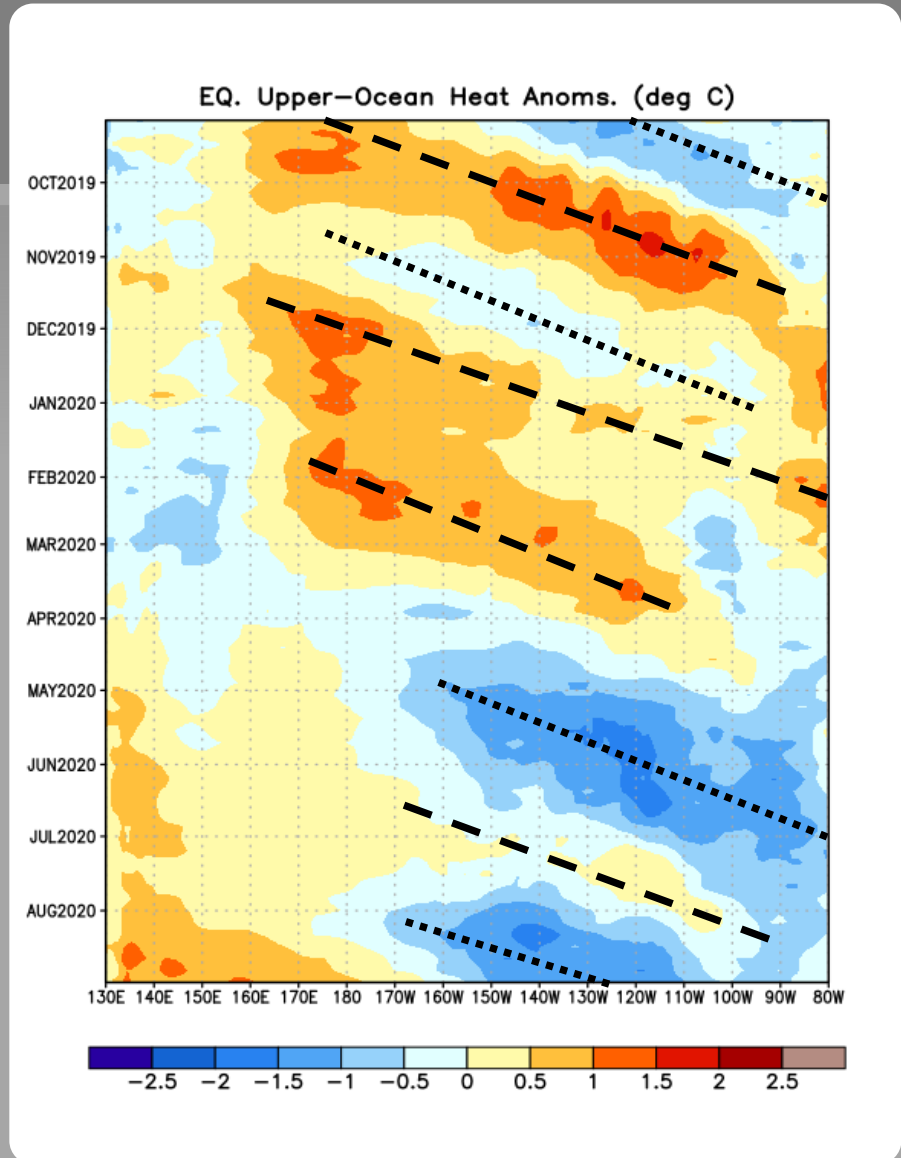 EQ. Upper-Ocean Heat Anoms. (deg C)
OCT2019
NOV2019
DEC2019
JAN2020
FEB2020
MAR2020
APR2020
MAY2020
JUN2020
JUL2020
AUG2020
130E 140E 150E 160E 170E 180 170W 160W 150W 140W 130W 120W 110W 100W 90W 80W
-2.5 -2 -1.5 -1 -0.5 0 0.5 1 1.5 2 2.5